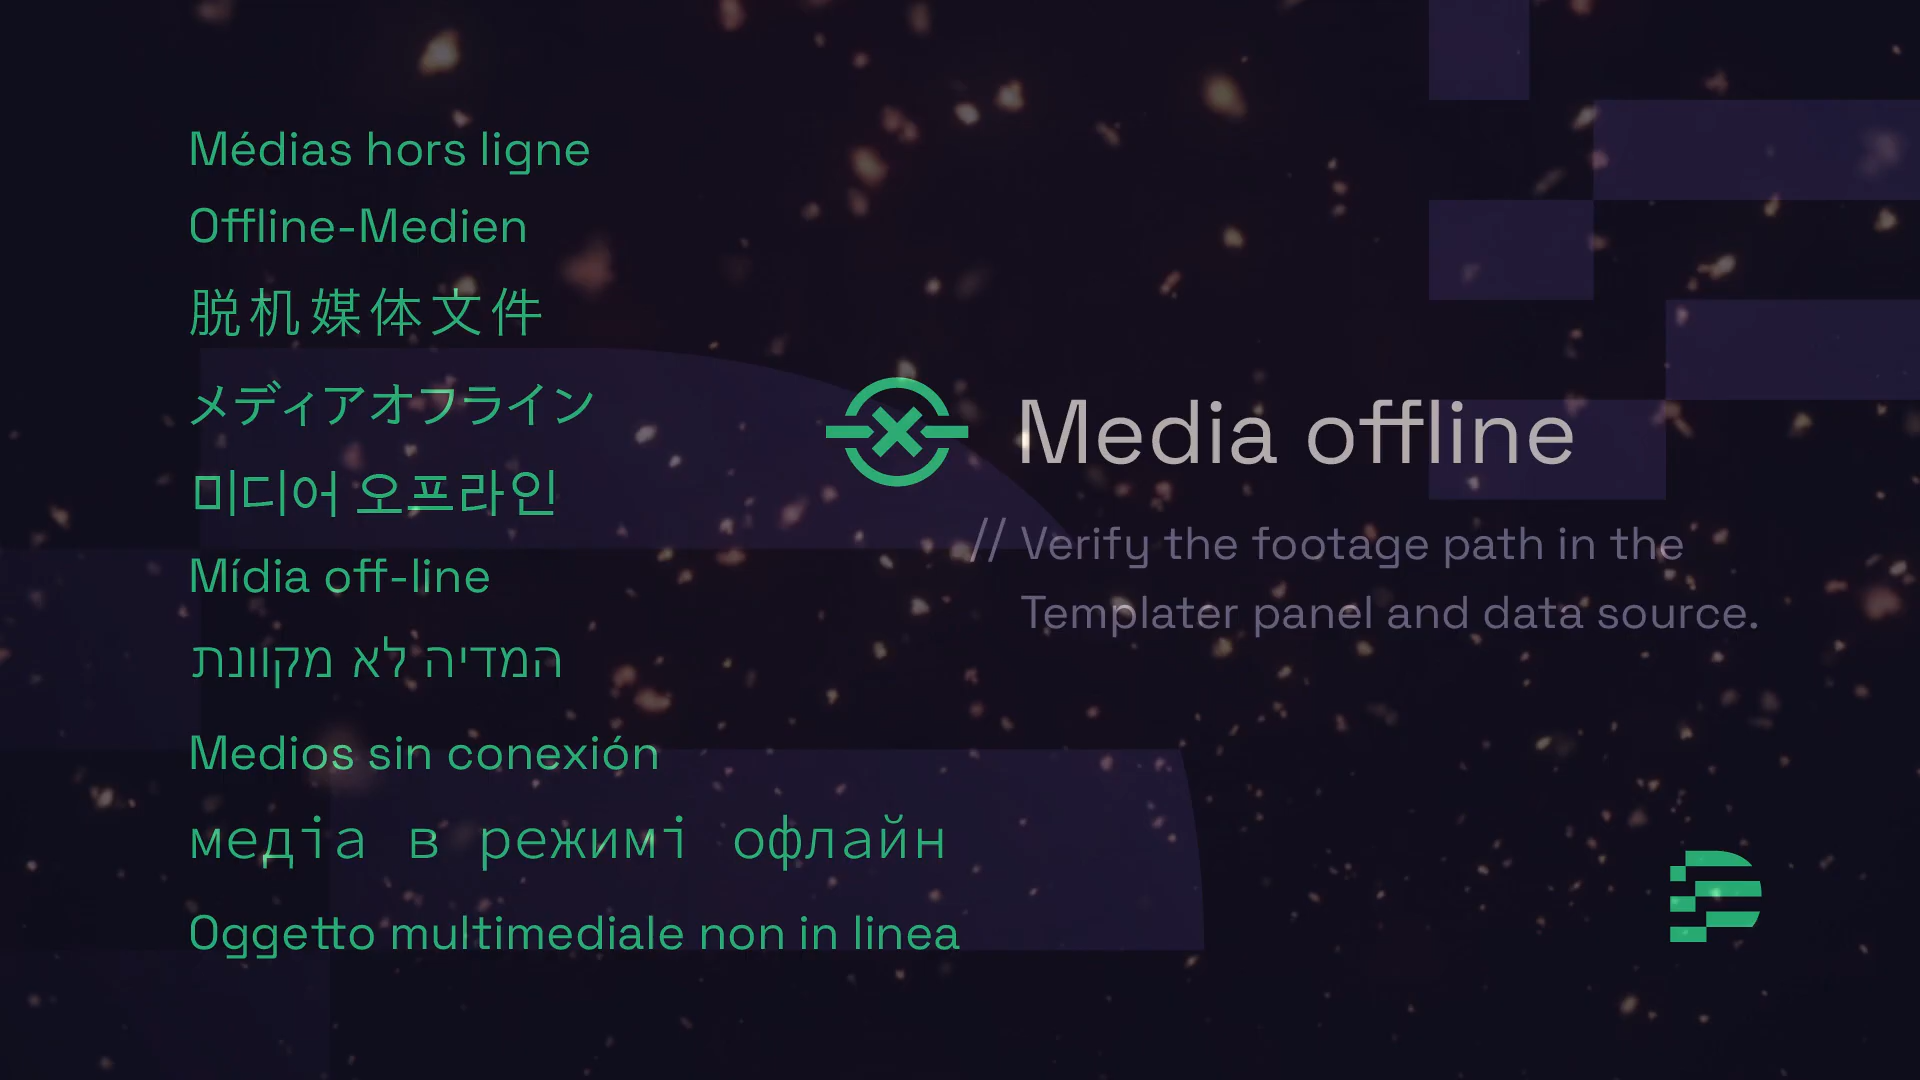 Médias hors ligne
Offline-Medien
脱机媒体文件
メディアオフライン
미디어 오프라인
Mídia off-line
המדיה לא מקוונת
Medios sin conexión
медіа в режимі офлайн
Oggetto multimediale non in linea
Media offline
// Verify the footage path in the
Templater panel and data source.